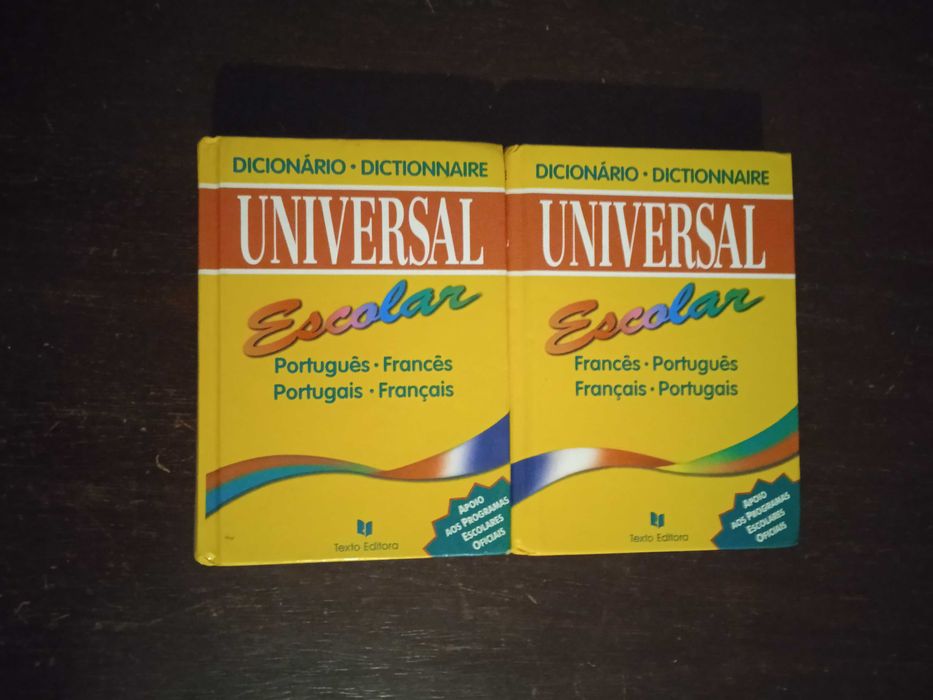 DICIONÁRIO • DICTIONNAIRE
UNIVERSAL
Escolar
Português • Francês
Portugais • Français
APOIO
AOS PROGRAMAS
ESCOLARES
OFICIAIS
Texto Editora
DICIONÁRIO • DICTIONNAIRE
UNIVERSAL
Escolar
Francês • Português
Français • Portugais
APOIO
AOS PROGRAMAS
ESCOLARES
OFICIAIS
Texto Editora